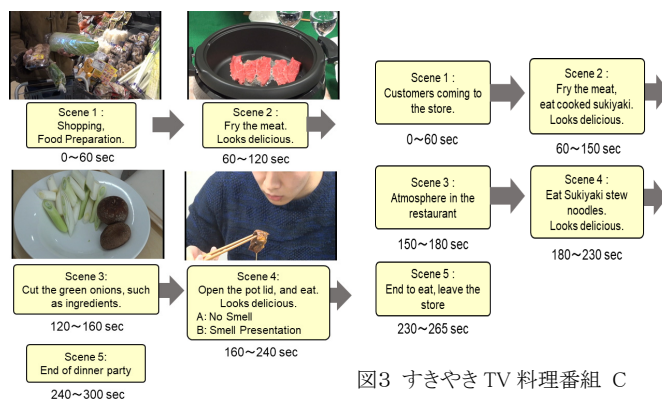 Scene 1 :
Shopping,
Food Preparation.
0～60 sec
Scene 2 :
Fry the meat.
Looks delicious.
60～120 sec
Scene 3:
Cut the green onions, such
as ingredients.
120～160 sec
Scene 4:
Open the pot lid, and eat.
Looks delicious.
A: No Smell
B: Smell Presentation
160～240 sec
Scene 5:
End of dinner party
240～300 sec
Scene 1 :
Customers coming to
the store.
0～60 sec
Scene 2 :
Fry the meat,
eat cooked sukiyaki.
Looks delicious.
60～150 sec
Scene 3 :
Atmosphere in the
restaurant
150～180 sec
Scene 4 :
Eat Sukiyaki stew
noodles.
Looks delicious.
180～230 sec
Scene 5 :
End to eat, leave the
store
230～265 sec
図3 すきやき TV 料理番組 C